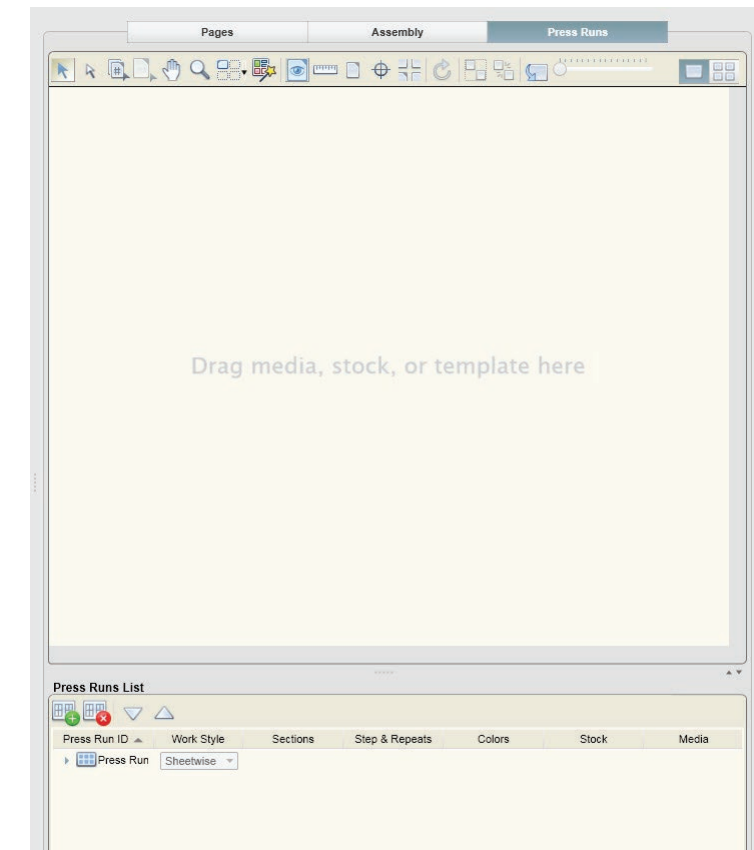 Pages Assembly Press Runs
Drag media, stock, or template here
Press Runs List
Press Run ID Work Style Sections Step & Repeats Colors Stock Media
Press Run Sheetwise